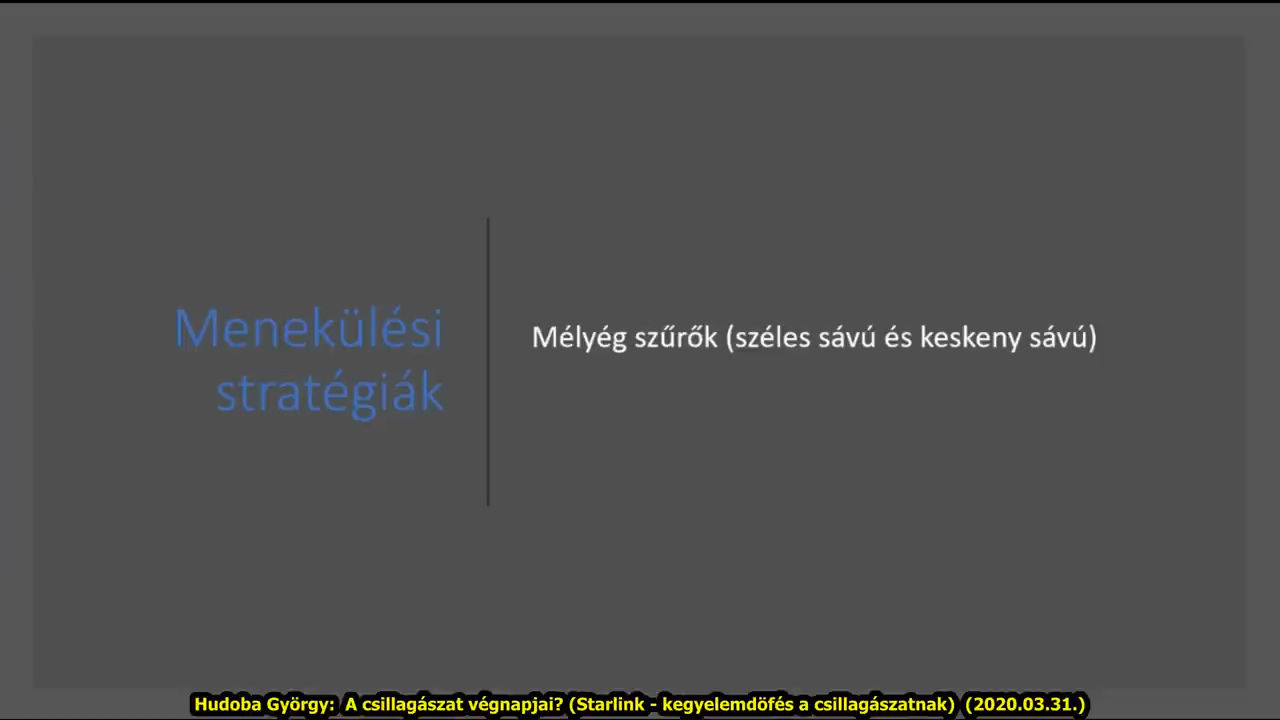 Menekülési
stratégiák
Mélyég szűrők (széles sávú és keskeny sávú)
Hudoba György: A csillagászat végnapjai? (Starlink - kegyelemdöfés a csillagászatnak) (2020.03.31.)